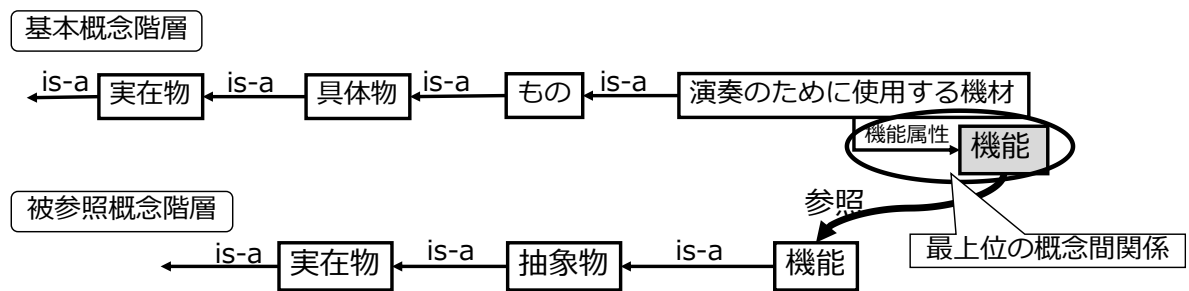 基本概念階層
is-a
実在物
is-a
具体物
is-a
もの
is-a
演奏のために使用する機材
機能属性
機能
被参照概念階層
参照
is-a
実在物
is-a
抽象物
is-a
機能
最上位の概念間関係